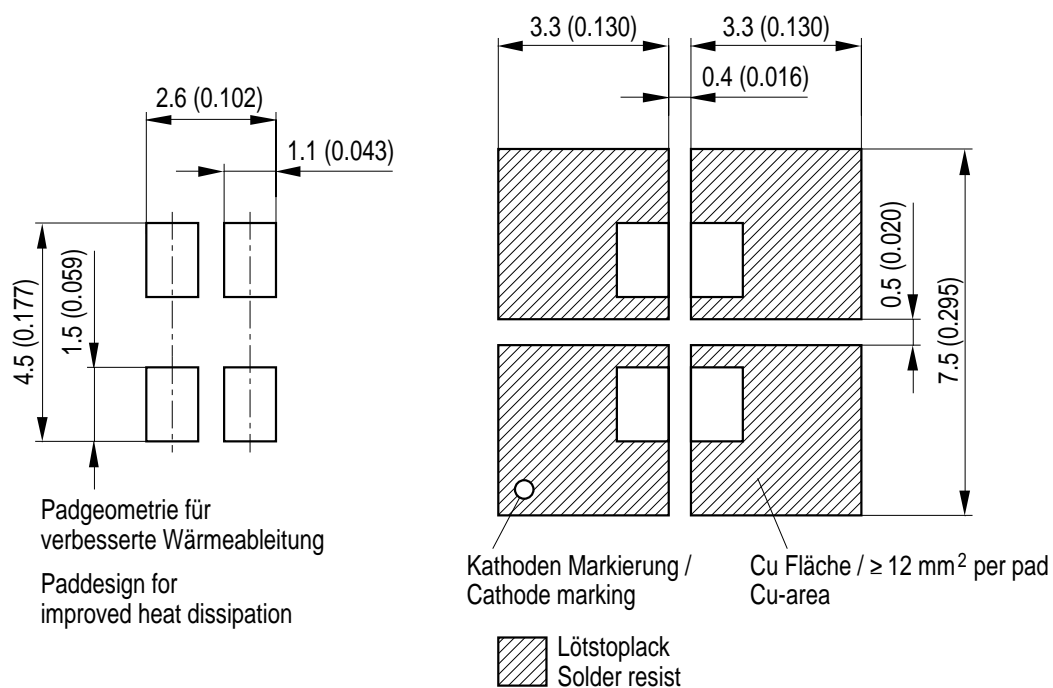 3.3 (0.130)
3.3 (0.130)
0.4 (0.016)
2.6 (0.102)
1.1 (0.043)
4.5 (0.177)
1.5 (0.059)
0.5 (0.020)
7.5 (0.295)
Padgeometrie für
verbesserte Wärmeableitung
Paddesign for
improved heat dissipation
Kathoden Markierung /
Cathode marking
Cu Fläche / ≥ 12 mm² per pad
Cu-area
Lötstoplack
Solder resist